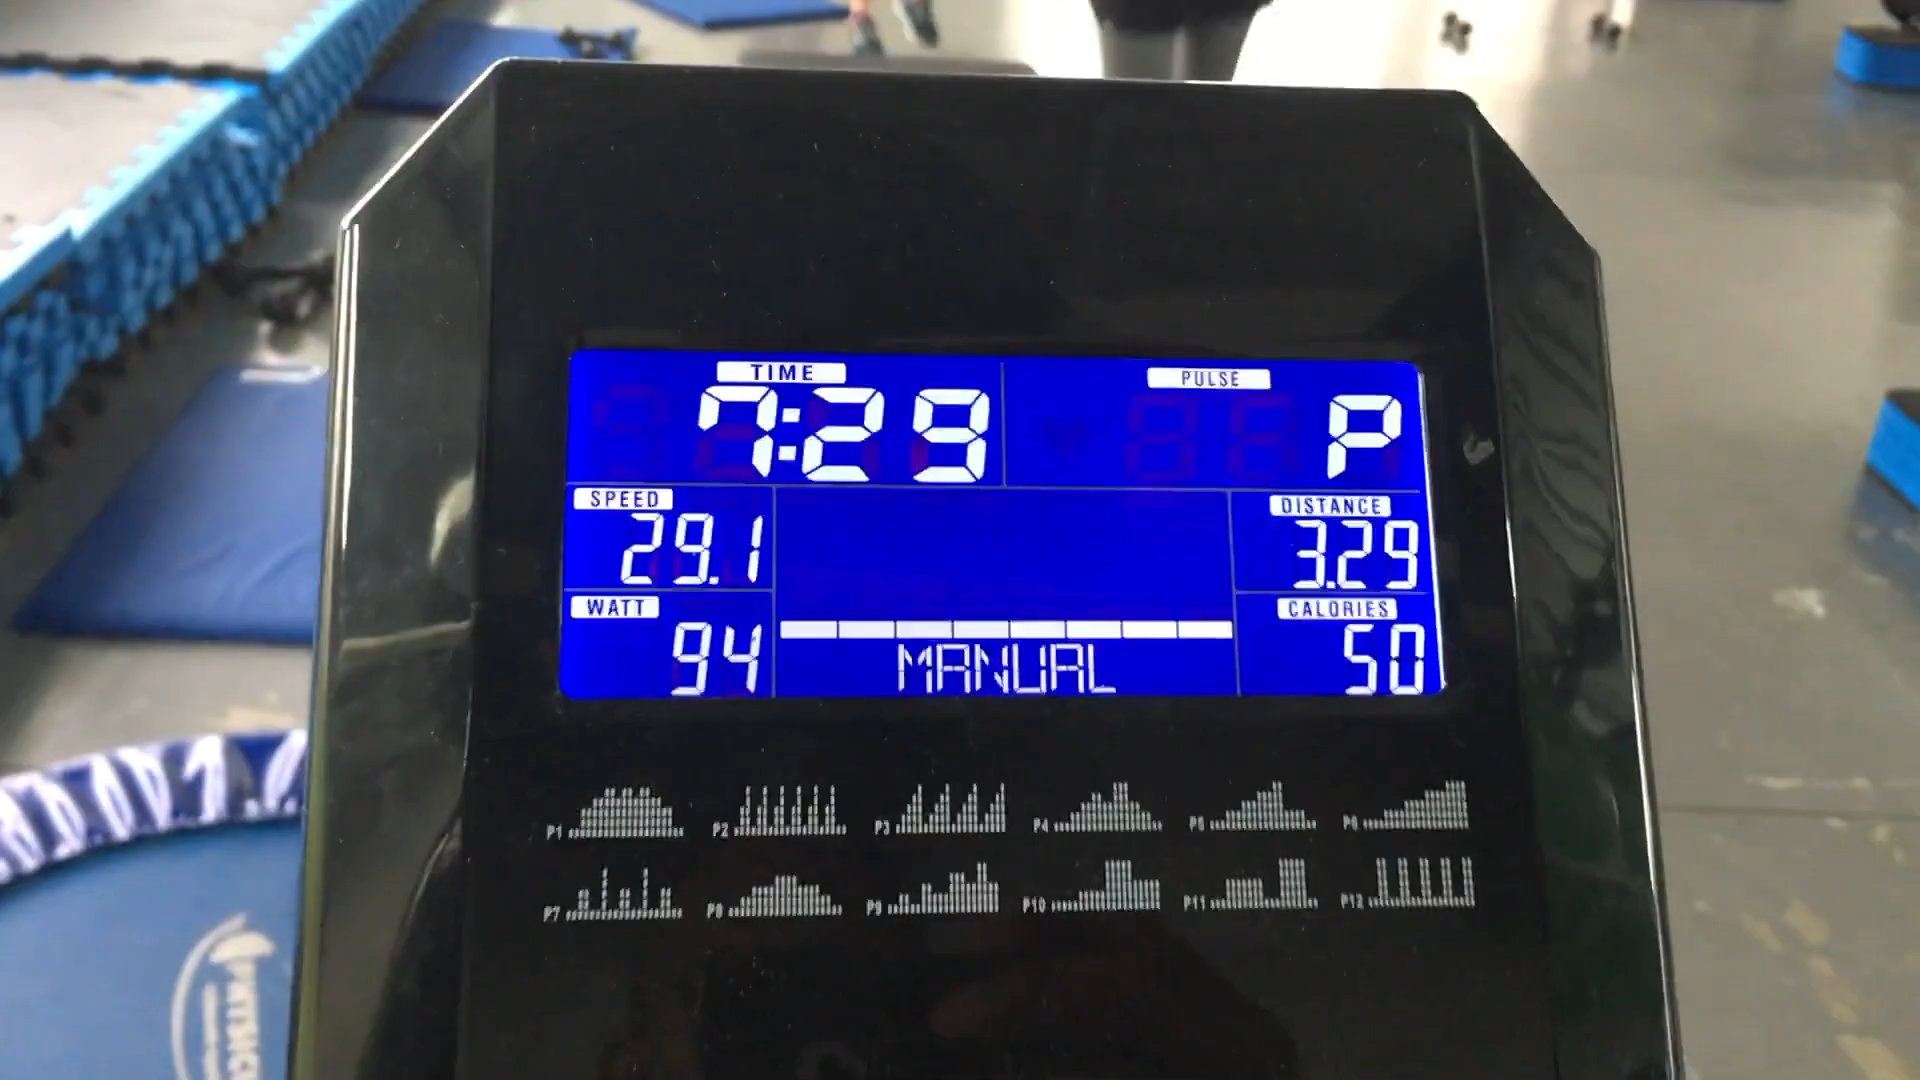 TIME
7:29
PULSE
P
SPEED
29.1
DISTANCE
3.29
WATT
94
CALORIES
50
MANUAL
P1 P2 P3 P4 P5 P6
P7 P8 P9 P10 P11 P12